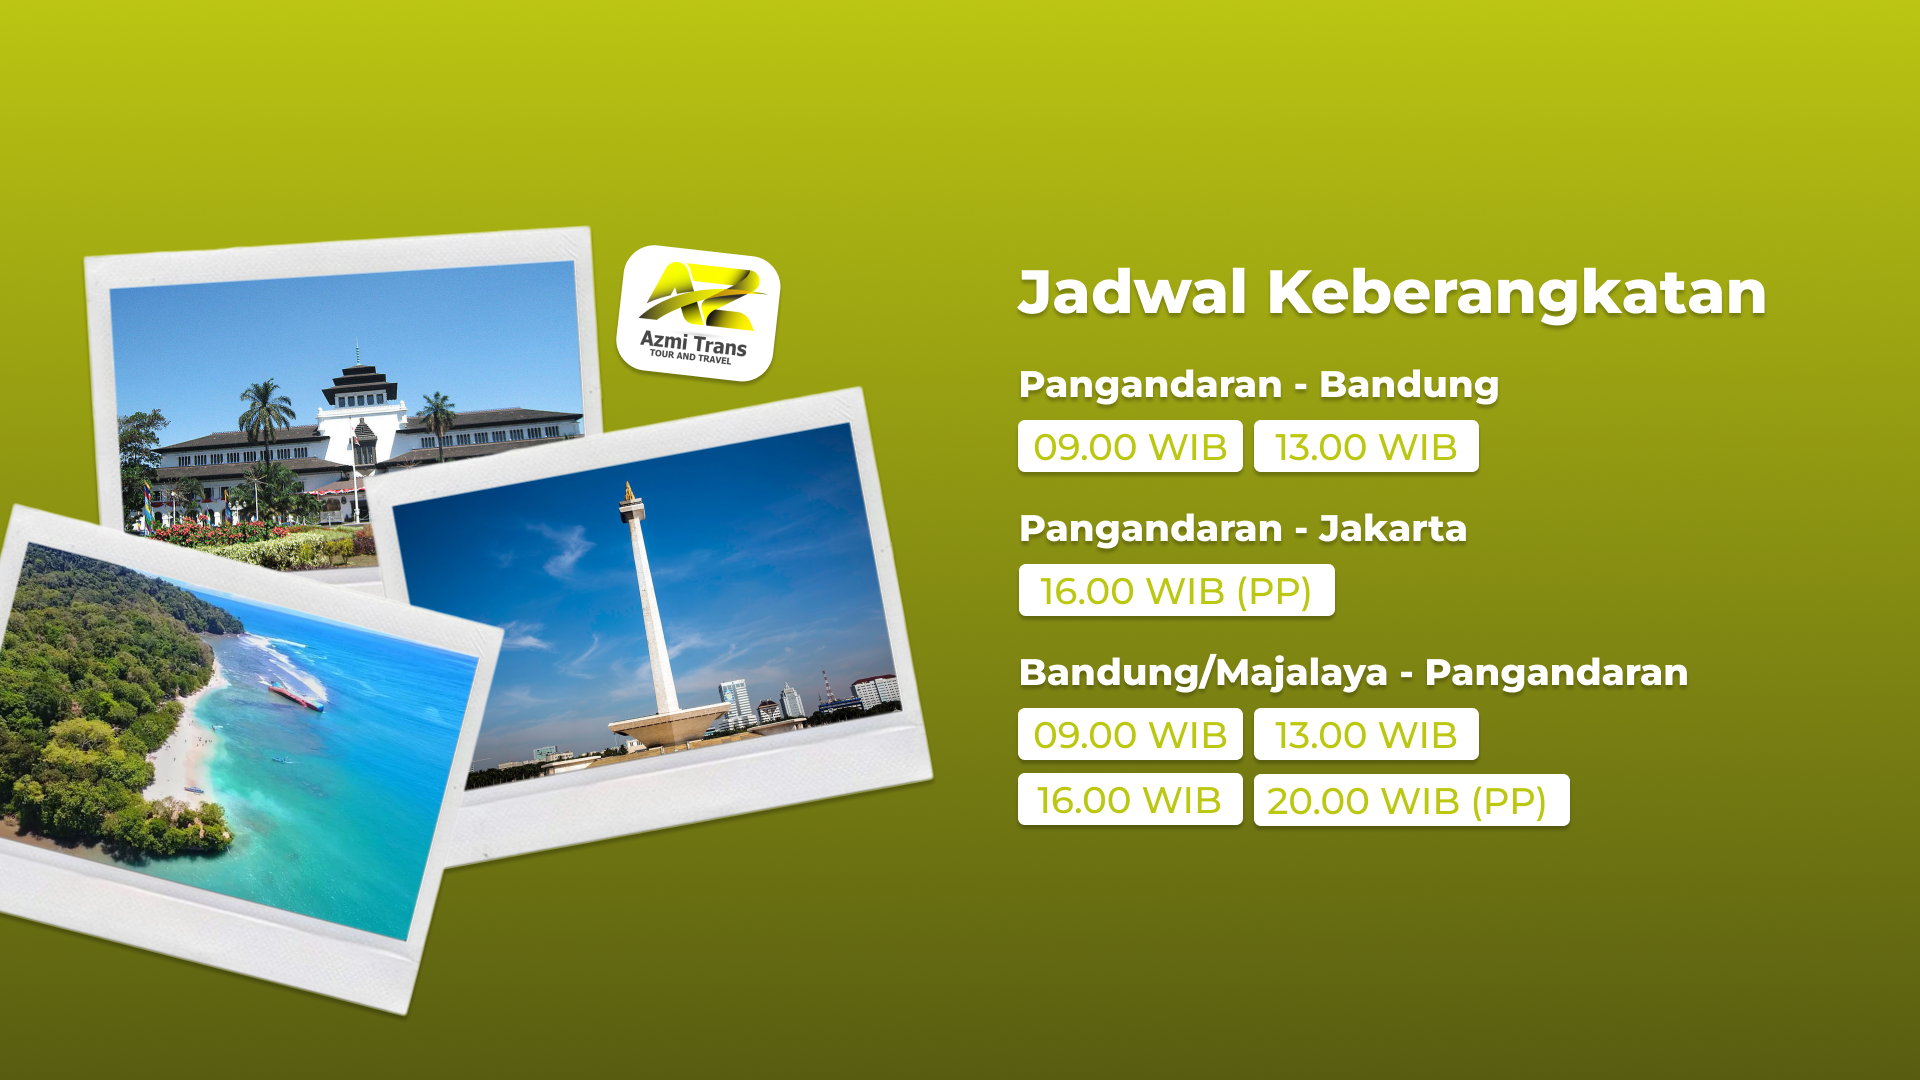 AZ
Azmi Trans
TOUR AND TRAVEL
Jadwal Keberangkatan
Pangandaran - Bandung
09.00 WIB 13.00 WIB
Pangandaran - Jakarta
16.00 WIB (PP)
Bandung/Majalaya - Pangandaran
09.00 WIB 13.00 WIB
16.00 WIB 20.00 WIB (PP)